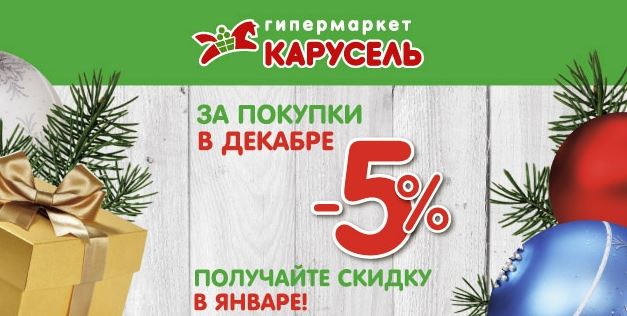 гипермаркет
КАРУСЕЛЬ
ЗА ПОКУПКИ
В ДЕКАБРЕ
-5%
ПОЛУЧАЙТЕ СКИДКУ
В ЯНВАРЕ!